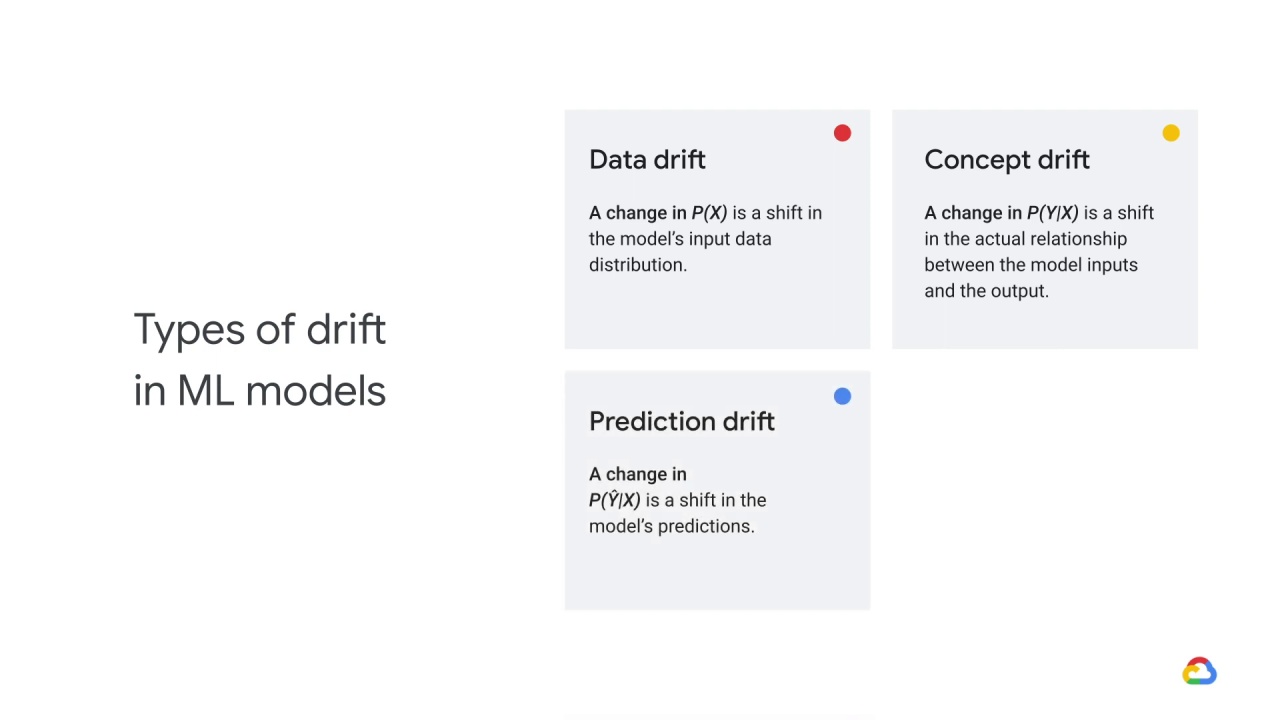 Types of drift
in ML models
Data drift
A change in P(X) is a shift in
the model's input data
distribution.
Concept drift
A change in P(Y|X) is a shift
in the actual relationship
between the model inputs
and the output.
Prediction drift
A change in
P(Ŷ|X) is a shift in the
model's predictions.